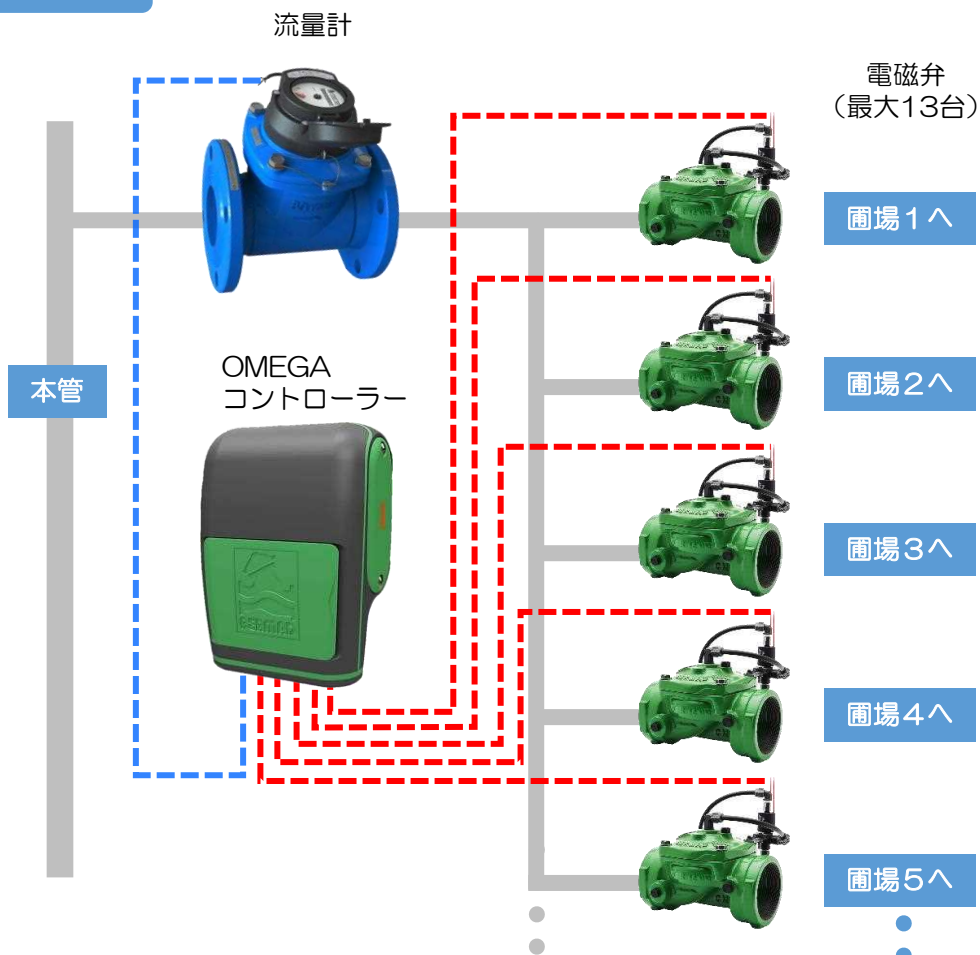 流量計
電磁弁
（最大13台）
圃場１へ
圃場２へ
OMEGA
コントローラー
本管
BERMAD
圃場３へ
圃場４へ
圃場５へ